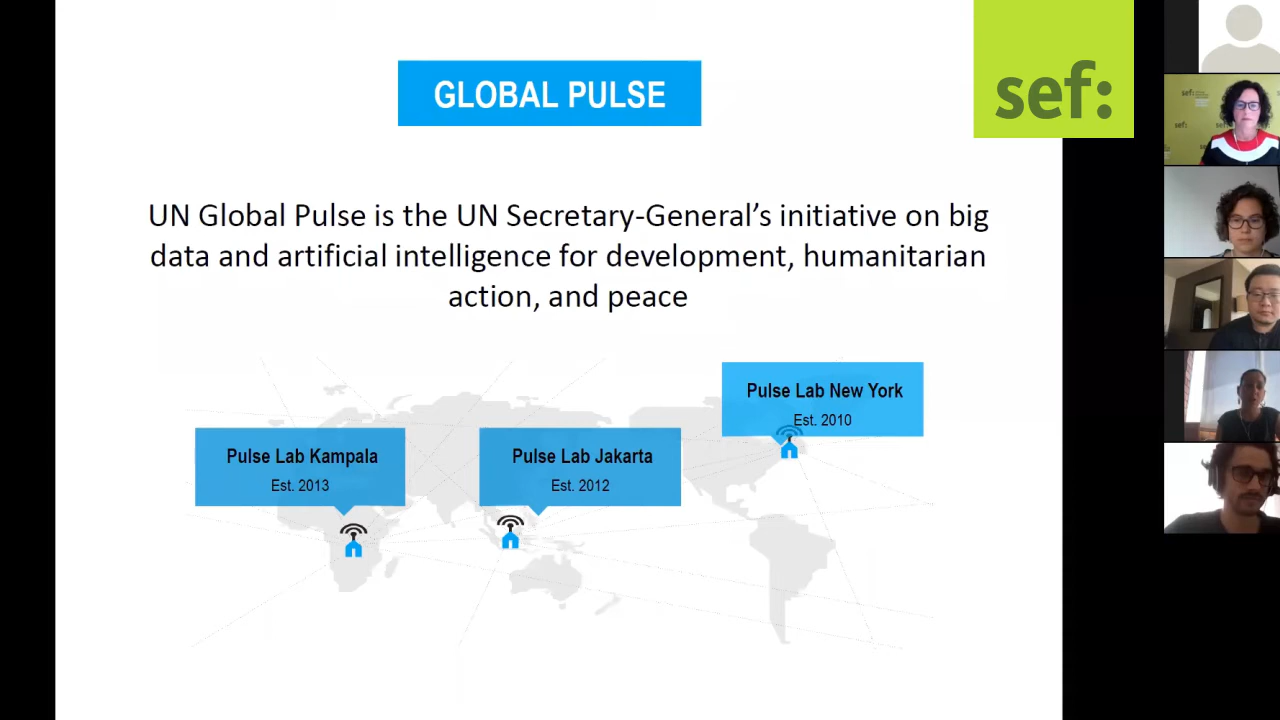 GLOBAL PULSE
sef:
UN Global Pulse is the UN Secretary-General's initiative on big
data and artificial intelligence for development, humanitarian
action, and peace
Pulse Lab New York
Est. 2010
Pulse Lab Kampala
Est. 2013
Pulse Lab Jakarta
Est. 2012
sef: